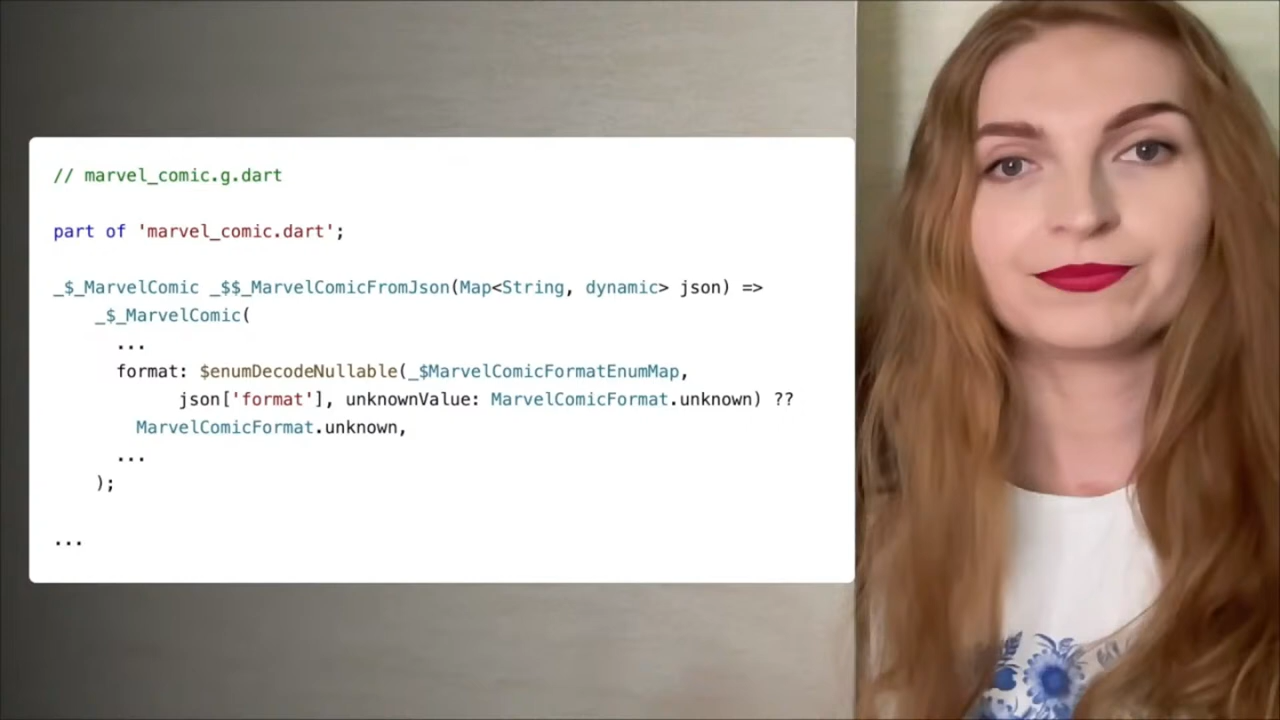 // marvel_comic.g.dart
part of 'marvel_comic.dart';
_$_MarvelComic _$$_MarvelComicFromJson(Map<String, dynamic> json) =>
_$_MarvelComic(
...
format: $enumDecodeNullable(_$MarvelComicFormatEnumMap,
json['format'], unknownValue: MarvelComicFormat.unknown) ??
MarvelComicFormat.unknown,
...
);
...